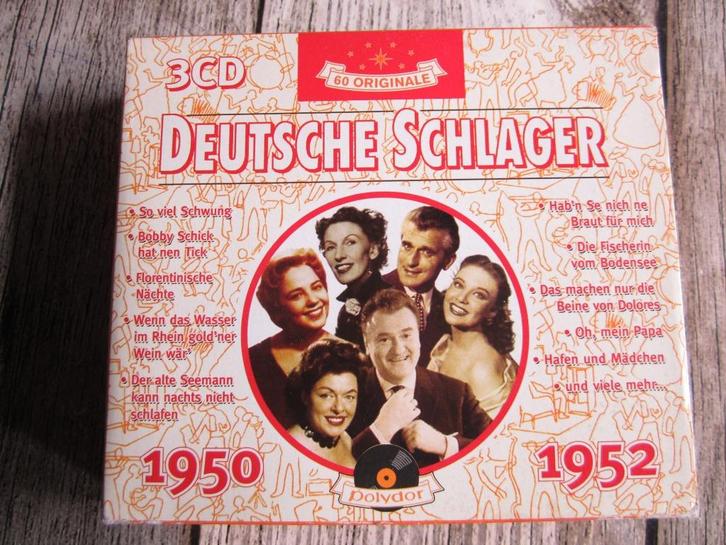 3CD
60 ORIGINALE
DEUTSCHE SCHLAGER
• So viel Schwung
• Bobby Schick
hat nen Tick
• Florentinische
Nächte
• Wenn das Wasser
im Rhein gold'ner
Wein wär'
• Der alte Seemann
kann nachts nicht
schlafen
• Hab'n Se nich ne
Braut für mich
• Die Fischerin
vom Bodensee
• Das machen nur die
Beine von Dolores
• Oh, mein Papa
• Hafen und Mädchen
• und viele mehr...
1950
1952
polydor